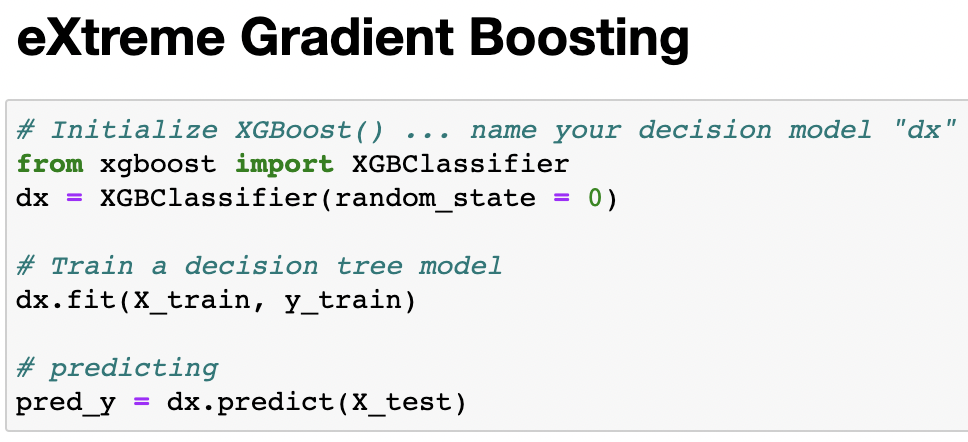 eXtreme Gradient Boosting
# Initialize XGBoost() ... name your decision model "dx"
from xgboost import XGBClassifier
dx = XGBClassifier(random_state = 0)
# Train a decision tree model
dx.fit(X_train, y_train)
# predicting
pred_y = dx.predict(X_test)